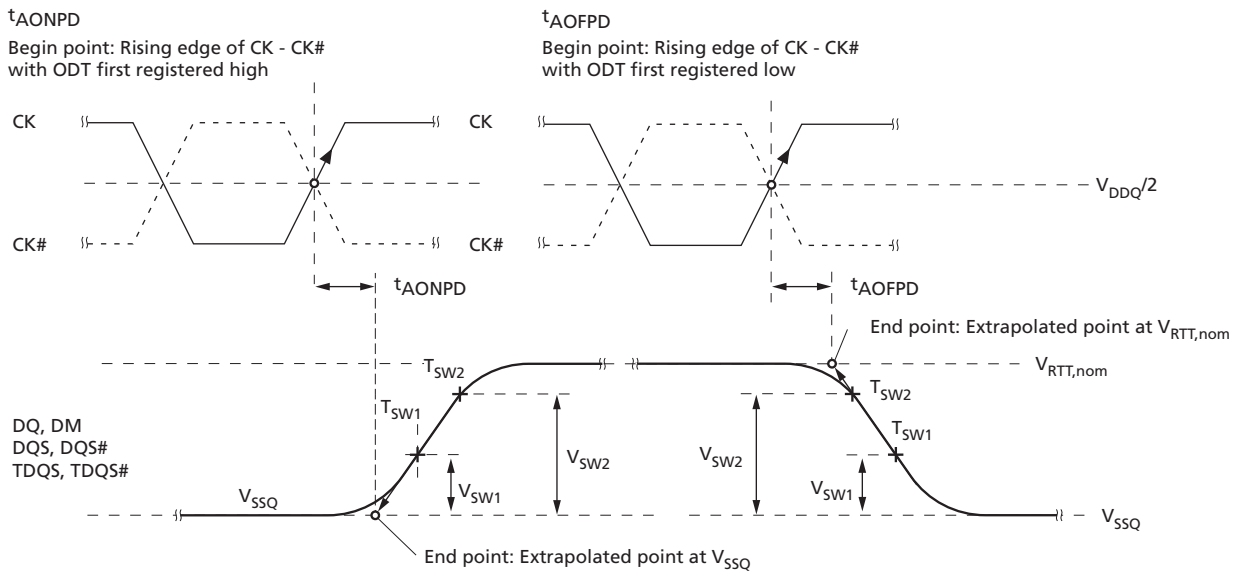 tAONPD
Begin point: Rising edge of CK - CK#
with ODT first registered high
tAOFPD
Begin point: Rising edge of CK - CK#
with ODT first registered low
CK
CK
VDDQ/2
CK#
CK#
tAONPD
tAOFPD
End point: Extrapolated point at VRTT,nom
VRTT,nom
TSW2
TSW2
TSW1
TSW1
DQ, DM
DQS, DQS#
TDQS, TDQS#
VSW2
VSW2
VSW1
VSW1
VSSQ
VSSQ
End point: Extrapolated point at VSSQ